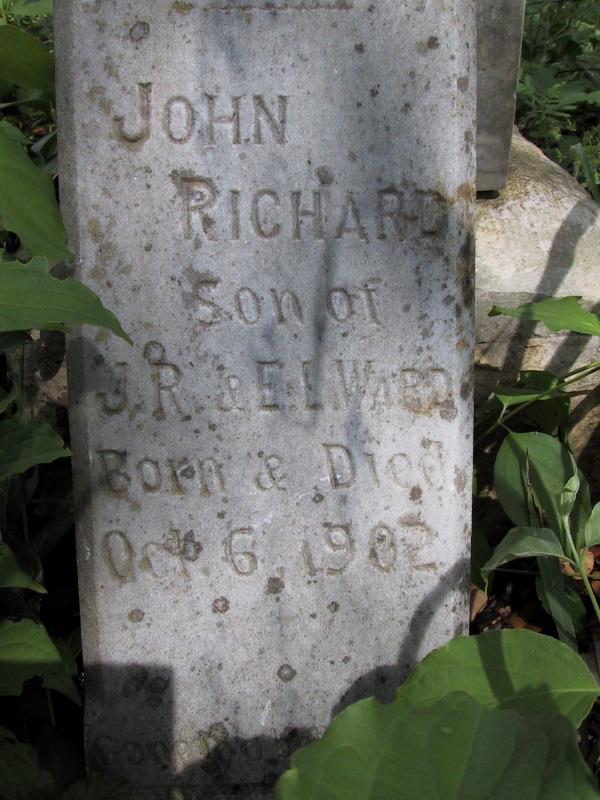 JOHN
RICHARD
Son of
J.R. & E.L. WARD
Born & Died
Oct. 6, 1902